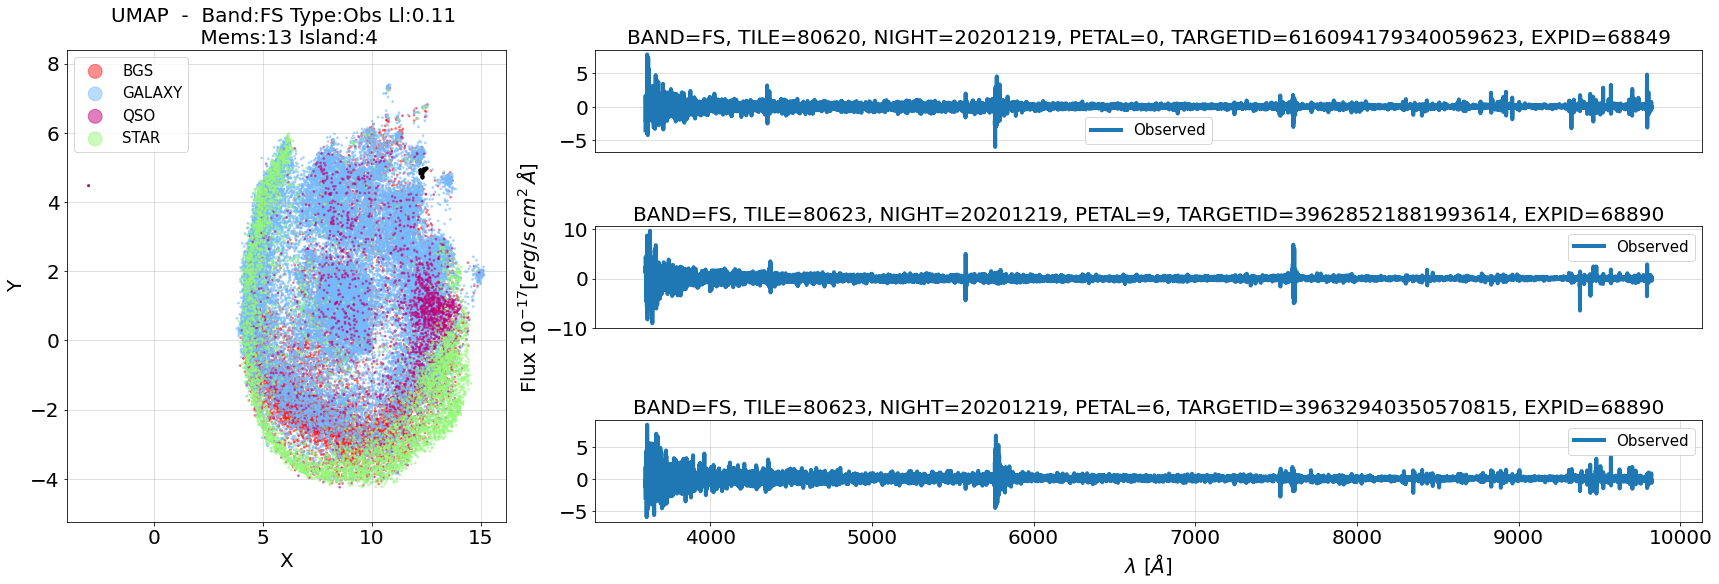 UMAP - Band:FS Type:Obs Ll:0.11
Mems:13 Island:4
BGS
GALAXY
QSO
STAR
8
6
4
2
0
−2
−4
Y
0
5
10
15
X
Flux 10−17[erg/s cm2 Å]
BAND=FS, TILE=80620, NIGHT=20201219, PETAL=0, TARGETID=616094179340059623, EXPID=68849
5
0
−5
Observed
BAND=FS, TILE=80623, NIGHT=20201219, PETAL=9, TARGETID=39628521881993614, EXPID=68890
10
0
−10
Observed
BAND=FS, TILE=80623, NIGHT=20201219, PETAL=6, TARGETID=39632940350570815, EXPID=68890
5
0
−5
Observed
4000
5000
6000
7000
8000
9000
10000
λ [Å]